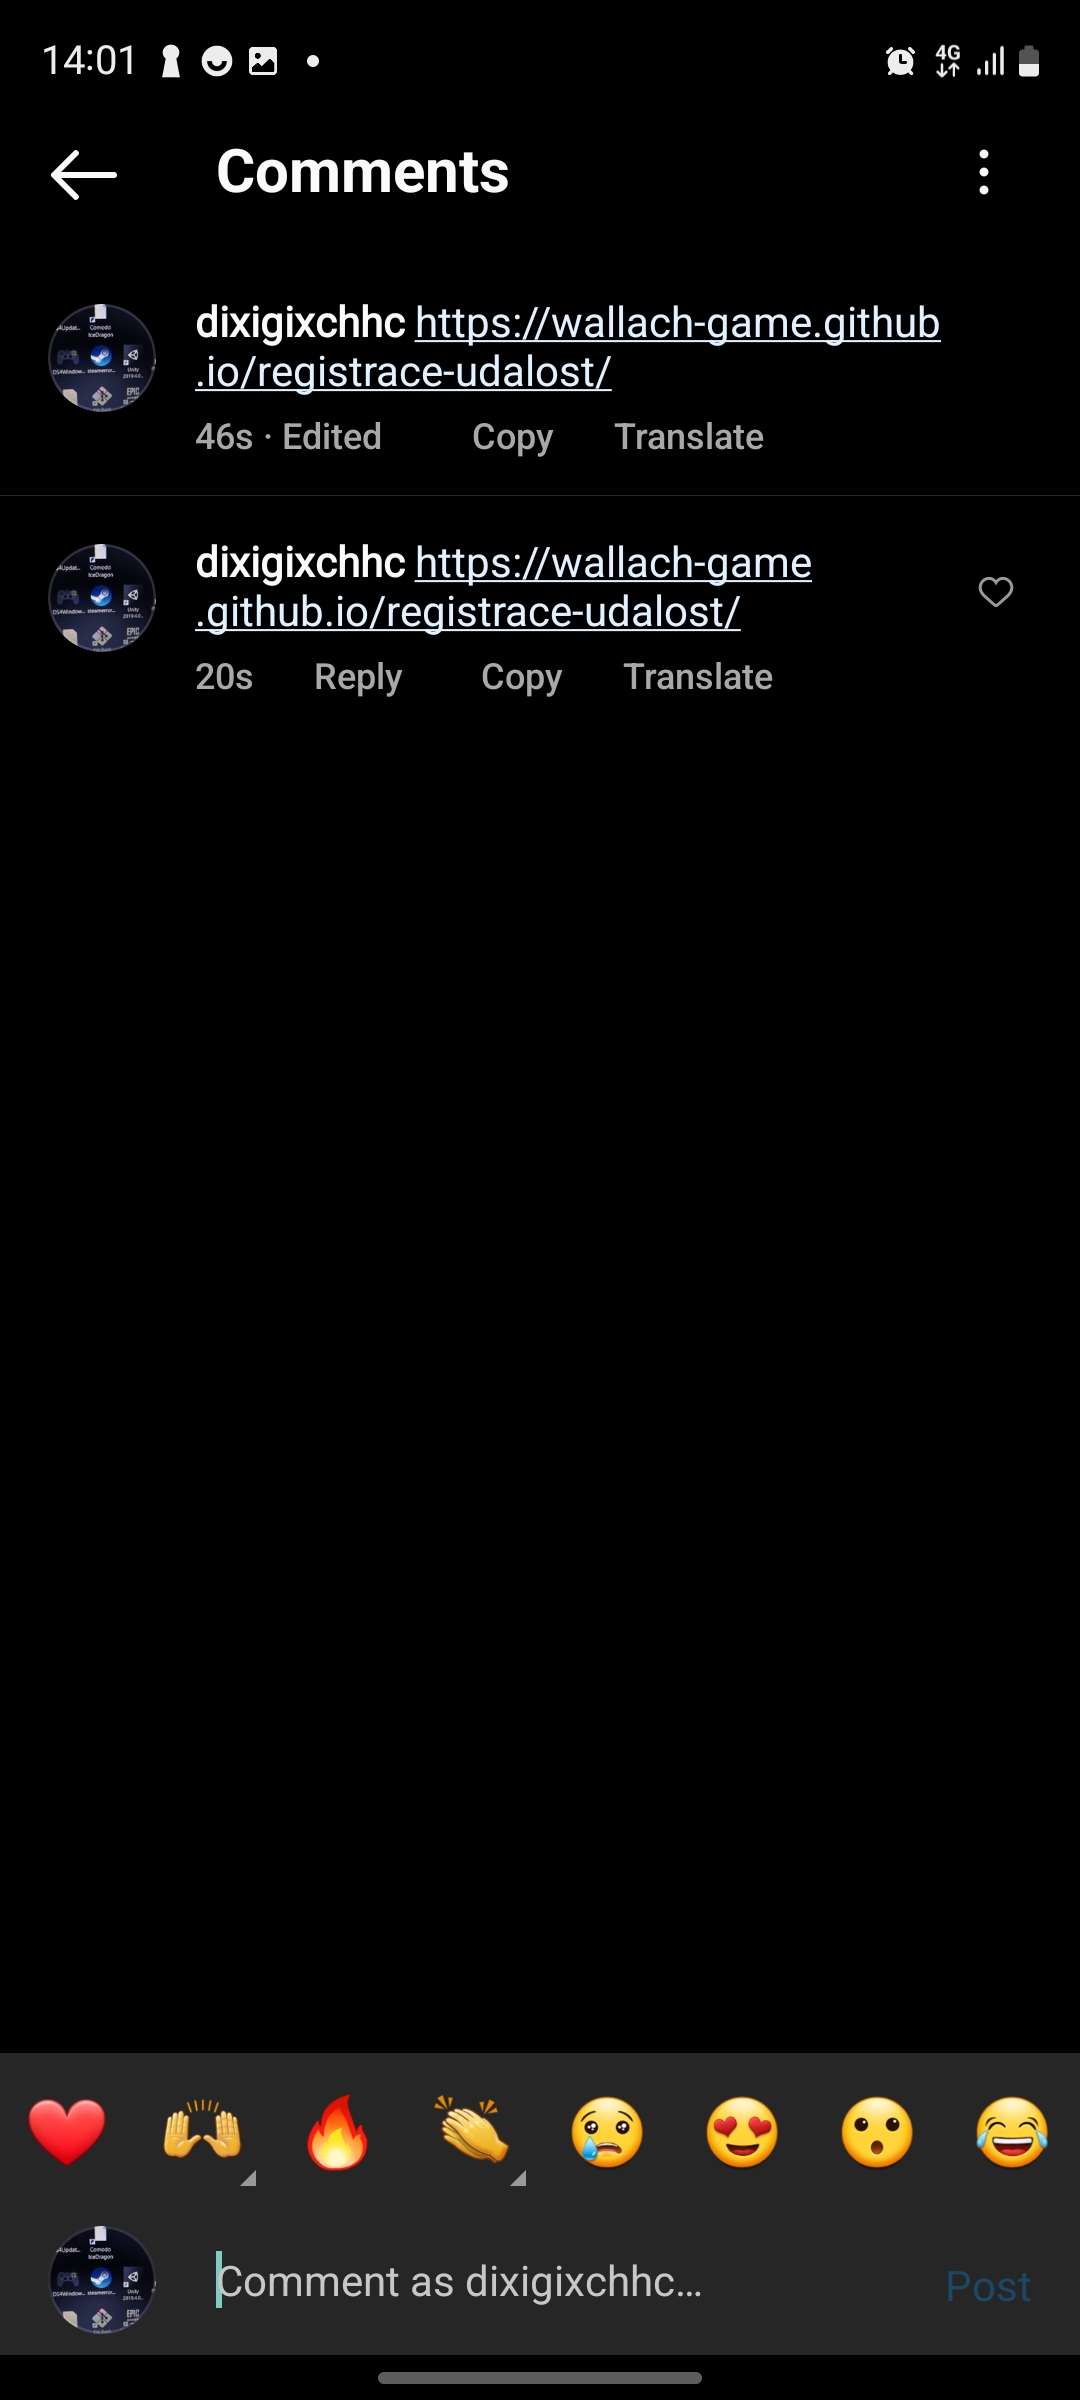 14:01
4G
Comments
dixigixchhc https://wallach-game.github
.io/registrace-udalost/
46s · Edited Copy Translate
dixigixchhc https://wallach-game
.github.io/registrace-udalost/
20s Reply Copy Translate
Comment as dixigixchhc...
Post